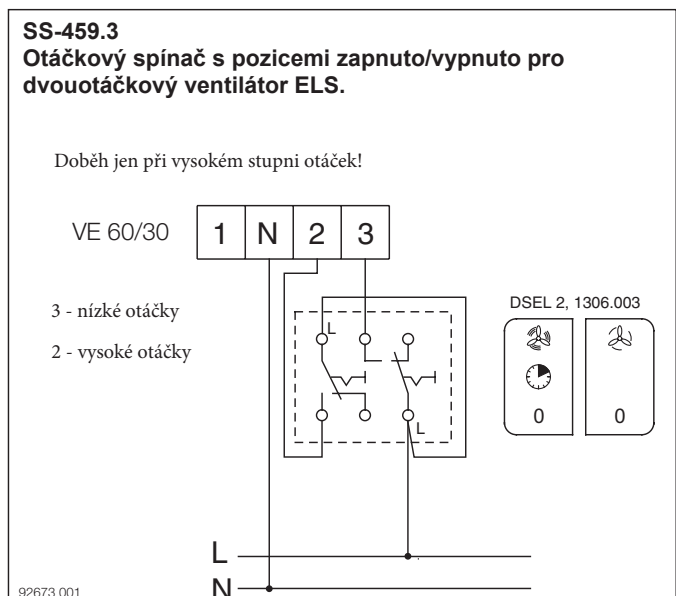 SS-459.3
Otáčkový spínač s pozicemi zapnuto/vypnuto pro
dvouotáčkový ventilátor ELS.
Doběh jen při vysokém stupni otáček!
VE 60/30 1 N 2 3
3 - nízké otáčky
2 - vysoké otáčky
DSEL 2, 1306.003
L
L
0 0
L
N
92673.001